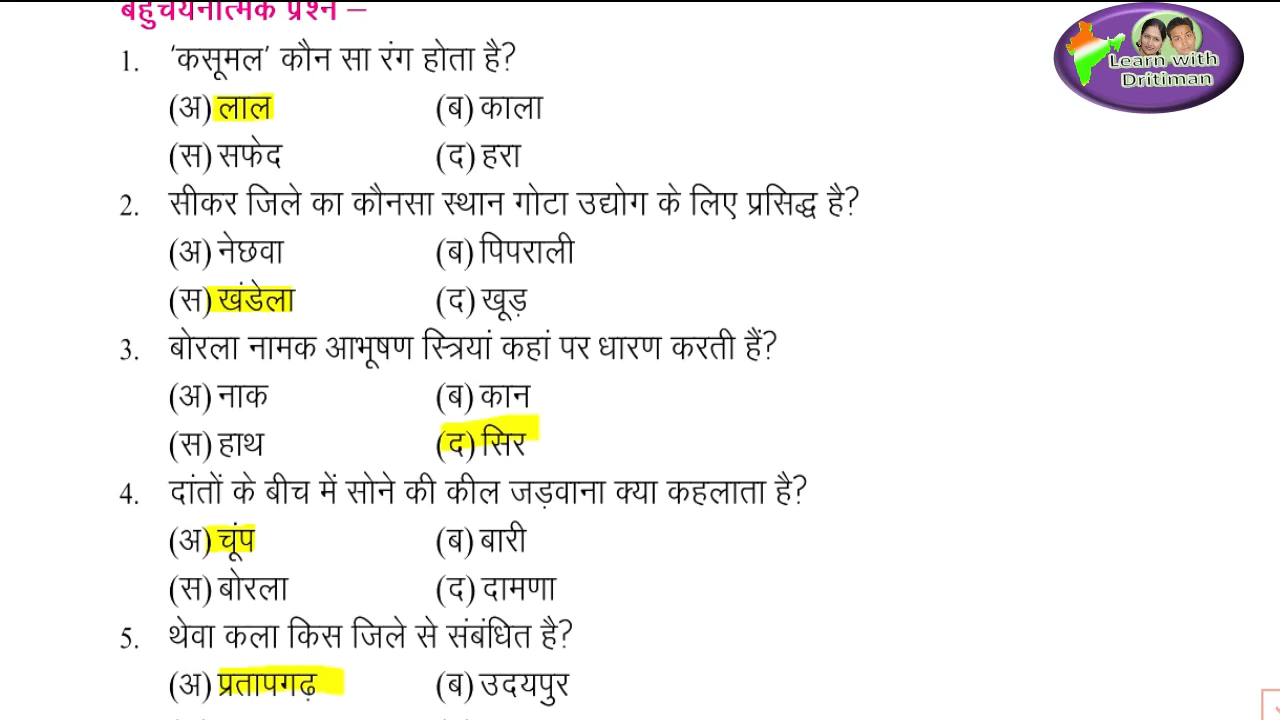 बहुचयनात्मक प्रश्न –
1. 'कसूमल' कौन सा रंग होता है?
(अ) लाल (ब) काला
(स) सफेद (द) हरा
2. सीकर जिले का कौनसा स्थान गोटा उद्योग के लिए प्रसिद्ध है?
(अ) नेछवा (ब) पिपराली
(स) खंडेला (द) खूड़
3. बोरला नामक आभूषण स्त्रियां कहां पर धारण करती हैं?
(अ) नाक (ब) कान
(स) हाथ (द) सिर
4. दांतों के बीच में सोने की कील जड़वाना क्या कहलाता है?
(अ) चूंप (ब) बारी
(स) बोरला (द) दामणा
5. थेवा कला किस जिले से संबंधित है?
(अ) प्रतापगढ़ (ब) उदयपुर
Learn with
Dritiman